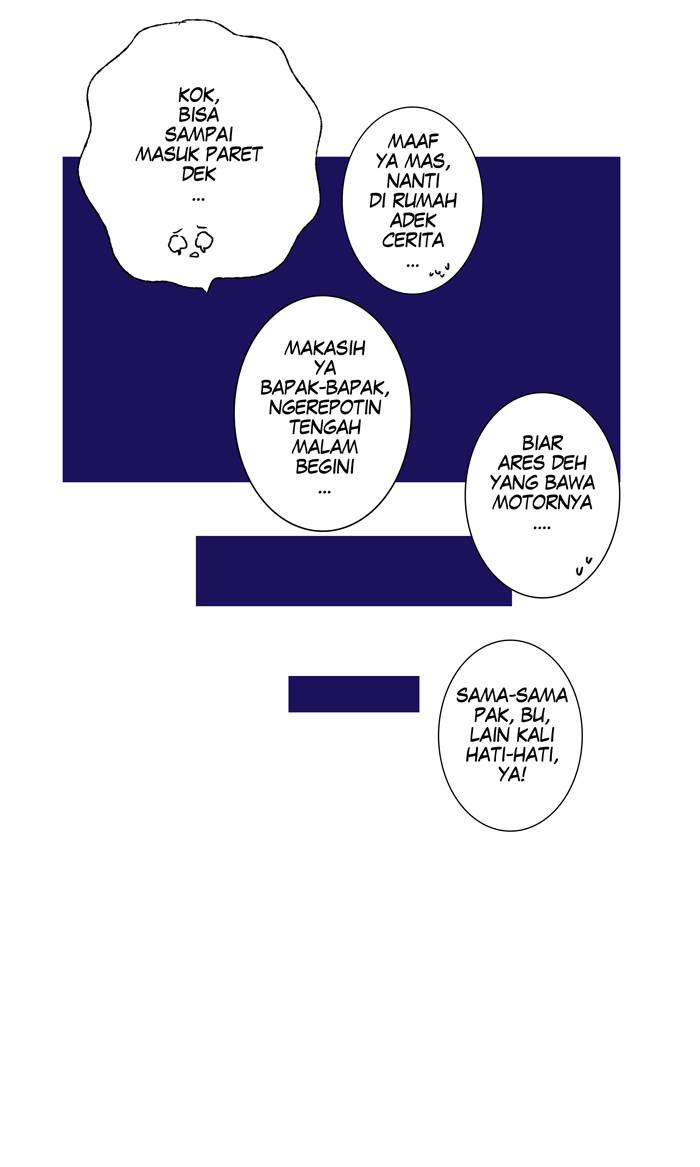 KOK,
BISA
SAMPAI
MASUK PARET
DEK
...
MAAF
YA MAS,
NANTI
DI RUMAH
ADEK
CERITA
...
MAKASIH
YA
BAPAK-BAPAK,
NGEREPOTIN
TENGAH
MALAM
BEGINI
...
BIAR
ARES DEH
YANG BAWA
MOTORNYA
....
SAMA-SAMA
PAK, BU,
LAIN KALI
HATI-HATI,
YA!